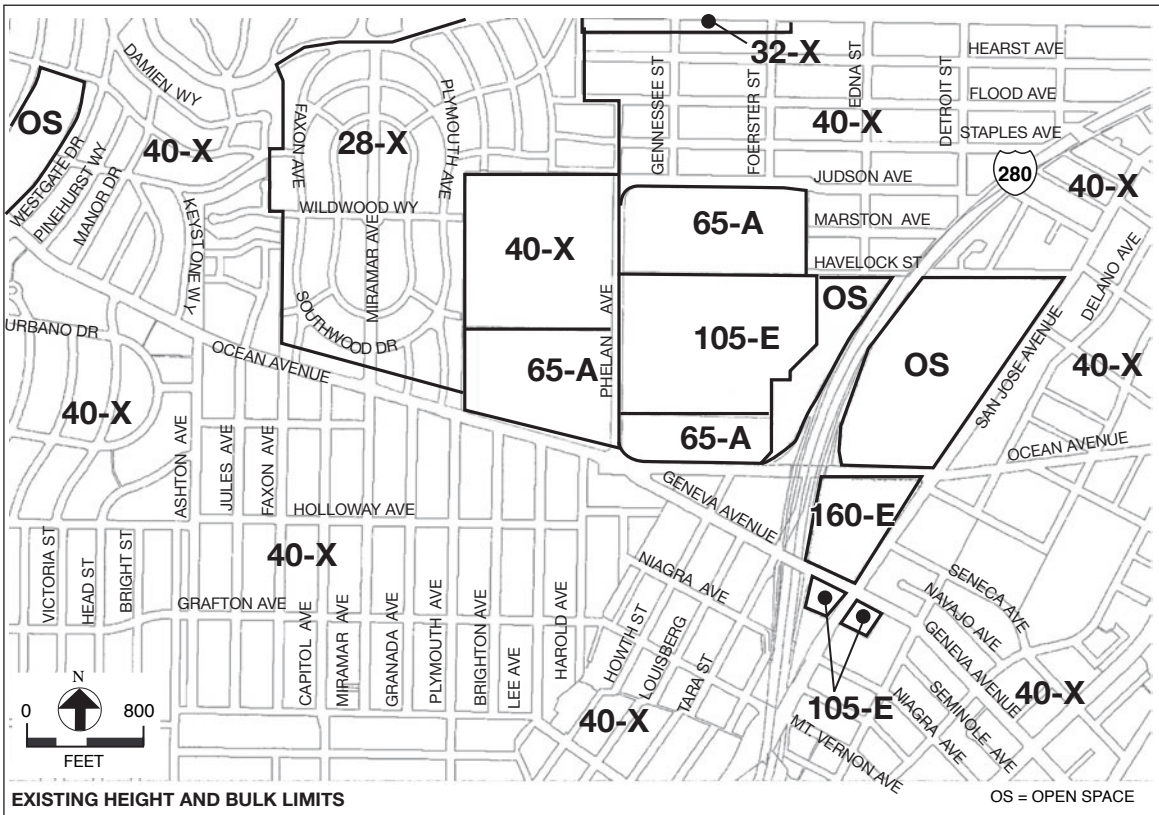 32-X
HEARST AVE
DAMIEN WY
GENNESSEE ST
FOERSTER ST
EDNA ST
DETROIT ST
FLOOD AVE
PLYMOUTH AVE
FAXON AVE
OS
40-X
28-X
40-X
STAPLES AVE
280
WESTGATE DR
PINEHURST WY
MANOR DR
JUDSON AVE
40-X
KEYSTONE WY
WILDWOOD WY
MIRAMAR AVE
65-A
MARSTON AVE
40-X
HAVELOCK ST
DELANO AVE
PHELAN AVE
OS
SOUTHWOOD DR
URBANO DR
OCEAN AVENUE
105-E
OS
SAN JOSE AVENUE
40-X
65-A
40-X
65-A
OCEAN AVENUE
ASHTON AVE
JULES AVE
FAXON AVE
GENEVA AVENUE
HOLLOWAY AVE
160-E
VICTORIA ST
HEAD ST
BRIGHT ST
40-X
NIAGRA AVE
SENECA AVE
NAVAJO AVE
GRAFTON AVE
CAPITOL AVE
MIRAMAR AVE
GRANADA AVE
PLYMOUTH AVE
BRIGHTON AVE
LEE AVE
HAROLD AVE
HOWTH ST
LOUISBERG
TARA ST
GENEVA AVENUE
SEMINOLE AVE
40-X
105-E
NIAGRA AVE
40-X
MT. VERNON AVE
N
0 800
FEET
EXISTING HEIGHT AND BULK LIMITS
OS = OPEN SPACE